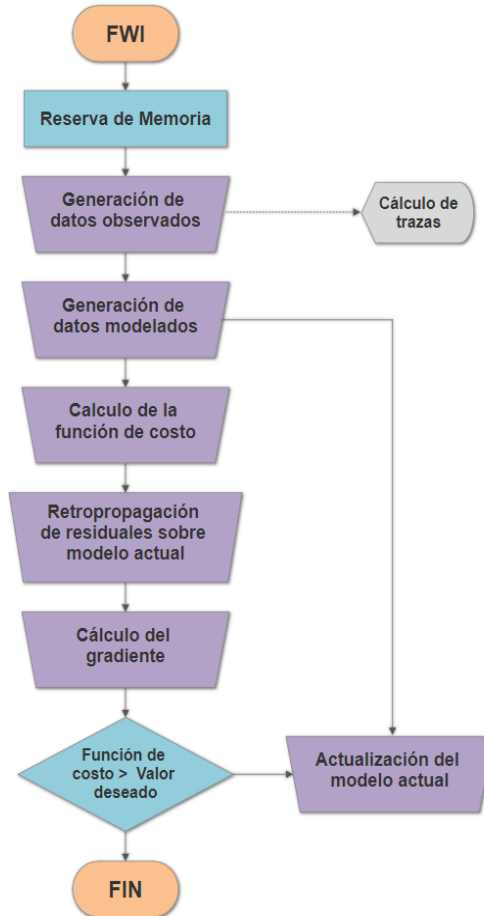 FWI
Reserva de Memoria
Generación de
datos observados
Cálculo de
trazas
Generación de
datos modelados
Calculo de la
función de costo
Retropropagación
de residuales sobre
modelo actual
Cálculo del
gradiente
Función de
costo > Valor
deseado
Actualización del
modelo actual
FIN